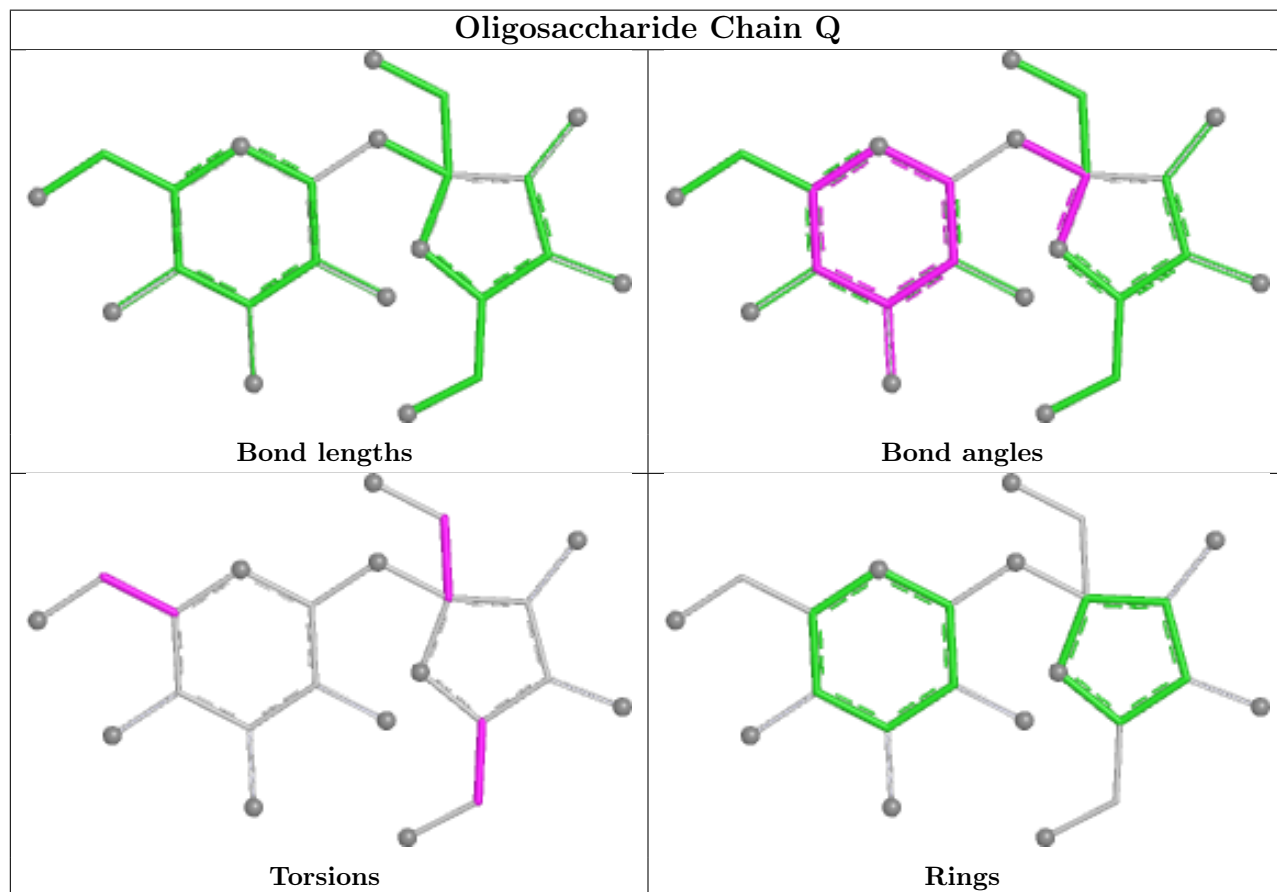 Oligosaccharide Chain Q
Bond lengths
Bond angles
Torsions
Rings